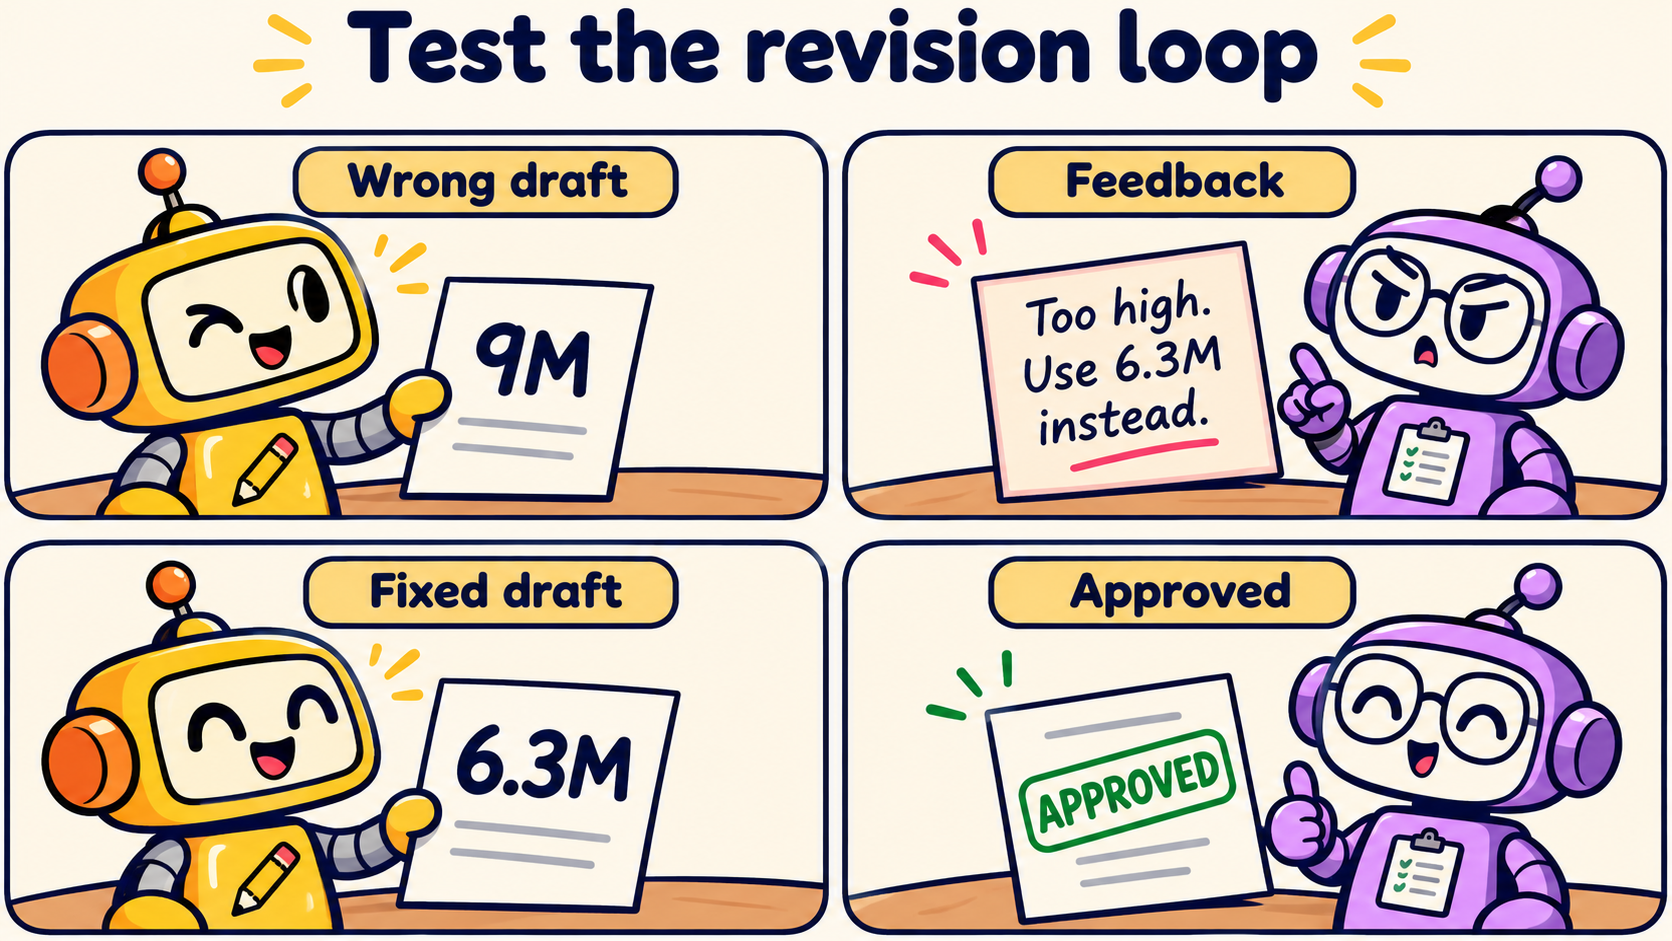 Test the revision loop
Wrong draft
9M
Feedback
Too high.
Use 6.3M
instead.
Fixed draft
6.3M
Approved
APPROVED